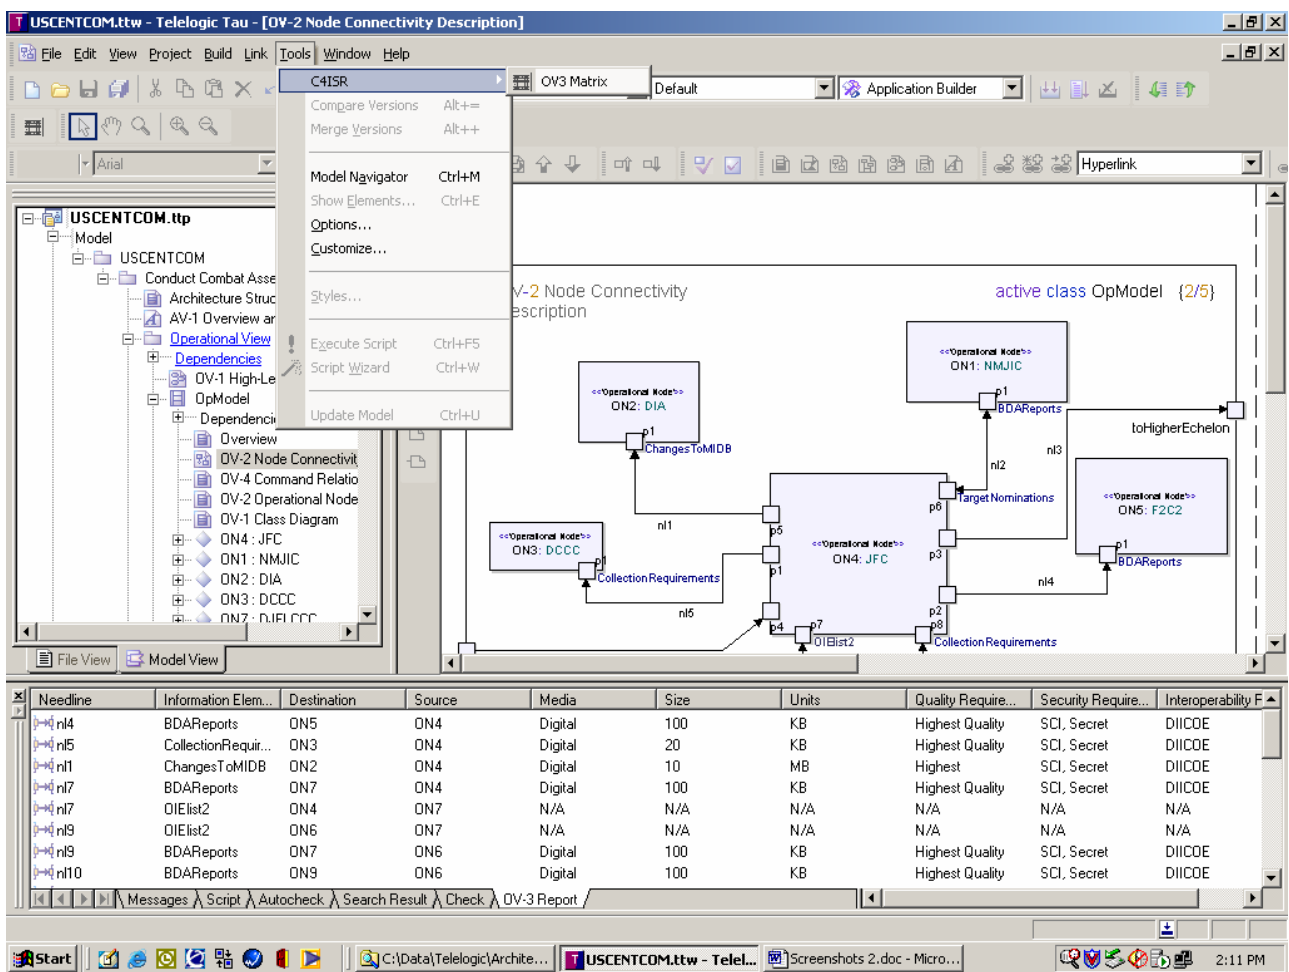 USCENTCOM.ttw - Telelogic Tau - [OV-2 Node Connectivity Description]
File Edit View Project Build Link Tools Window Help
C4ISR
OV3 Matrix
Default
Application Builder
Compare Versions Alt+=
Merge Versions Alt++
Arial
Hyperlink
Model Navigator Ctrl+M
Show Elements... Ctrl+E
Options...
Customize...
Styles...
Execute Script Ctrl+F5
Script Wizard Ctrl+W
Update Model Ctrl+U
USCENTCOM.ttp
Model
USCENTCOM
Conduct Combat Asse
Architecture Struc
AV-1 Overview ar
Operational View
Dependencies
OV-1 High-Le
OpModel
Dependenci
Overview
OV-2 Node Connectivit
OV-4 Command Relatio
OV-2 Operational Node
OV-1 Class Diagram
ON4 : JFC
ON1 : NMJIC
ON2 : DIA
ON3 : DCCC
ON7 : DJFLCCC
File View
Model View
V-2 Node Connectivity
escription
active class OpModel {2/5}
<<Operational Node>>
ON1: NMJIC
p1
BDAReports
<<Operational Node>>
ON2: DIA
p1
ChangesToMIDB
toHigherEchelon
nl3
nl2
TargetNominations
p6
<<Operational Node>>
ON5: F2C2
p1
BDAReports
nl1
p5
<<Operational Node>>
ON3: DCCC
p1
CollectionRequirements
<<Operational Node>>
ON4: JFC
p3
p1
nl4
nl5
p2
p4
p7
OIElist2
p8
CollectionRequirements
Needline Information Elem... Destination Source Media Size Units Quality Require... Security Require... Interoperability F
nl4 BDAReports ON5 ON4 Digital 100 KB Highest Quality SCI, Secret DIICOE
nl5 CollectionRequir... ON3 ON4 Digital 20 KB Highest Quality SCI, Secret DIICOE
nl1 ChangesToMIDB ON2 ON4 Digital 10 MB Highest SCI, Secret DIICOE
nl7 BDAReports ON7 ON4 Digital 100 KB Highest Quality SCI, Secret DIICOE
nl7 OIElist2 ON4 ON7 N/A N/A N/A N/A N/A N/A
nl9 OIElist2 ON6 ON7 N/A N/A N/A N/A N/A N/A
nl9 BDAReports ON7 ON6 Digital 100 KB Highest Quality SCI, Secret DIICOE
nl10 BDAReports ON9 ON6 Digital 100 KB Highest Quality SCI, Secret DIICOE
Messages Script Autocheck Search Result Check OV-3 Report
Start
C:\Data\Telelogic\Archite...
USCENTCOM.ttw - Telel...
Screenshots 2.doc - Micro...
2:11 PM